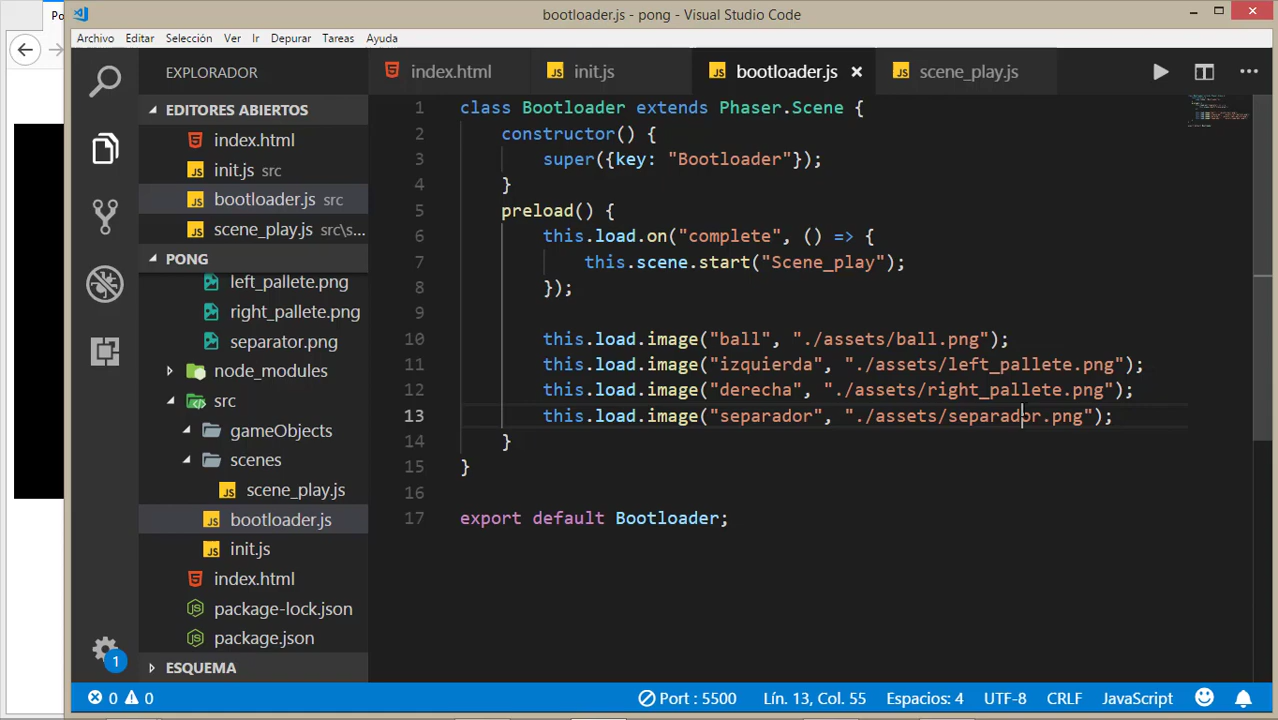 Po
bootloader.js - pong - Visual Studio Code
Archivo Editar Selección Ver Ir Depurar Tareas Ayuda
EXPLORADOR
index.html init.js bootloader.js scene_play.js
EDITORES ABIERTOS
index.html
init.js src
bootloader.js src
scene_play.js src\s...
PONG
left_pallete.png
right_pallete.png
separator.png
node_modules
src
gameObjects
scenes
scene_play.js
bootloader.js
init.js
index.html
package-lock.json
package.json
ESQUEMA
1 class Bootloader extends Phaser.Scene {
2 constructor() {
3 super({key: "Bootloader"});
4 }
5 preload() {
6 this.load.on("complete", () => {
7 this.scene.start("Scene_play");
8 });
9
10 this.load.image("ball", "./assets/ball.png");
11 this.load.image("izquierda", "./assets/left_pallete.png");
12 this.load.image("derecha", "./assets/right_pallete.png");
13 this.load.image("separador", "./assets/separador.png");
14 }
15 }
16
17 export default Bootloader;
1
0 0 Port : 5500 Lín. 13, Col. 55 Espacios: 4 UTF-8 CRLF JavaScript